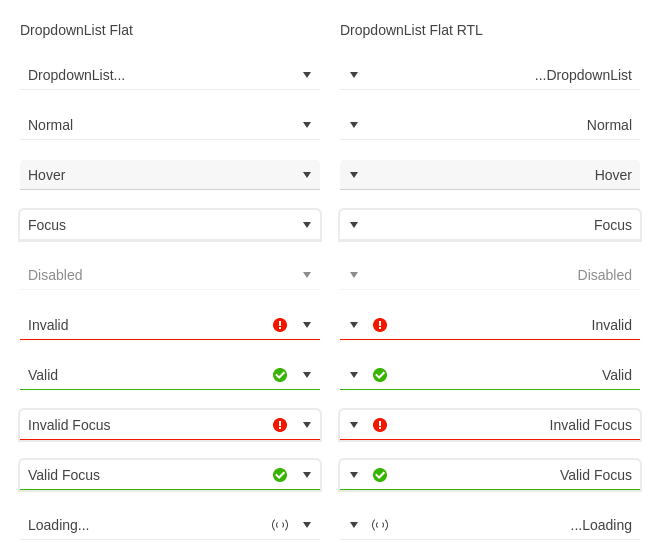 DropdownList Flat
DropdownList Flat RTL
DropdownList...
...DropdownList
Normal
Normal
Hover
Hover
Focus
Focus
Disabled
Disabled
Invalid
Invalid
Valid
Valid
Invalid Focus
Invalid Focus
Valid Focus
Valid Focus
Loading...
...Loading